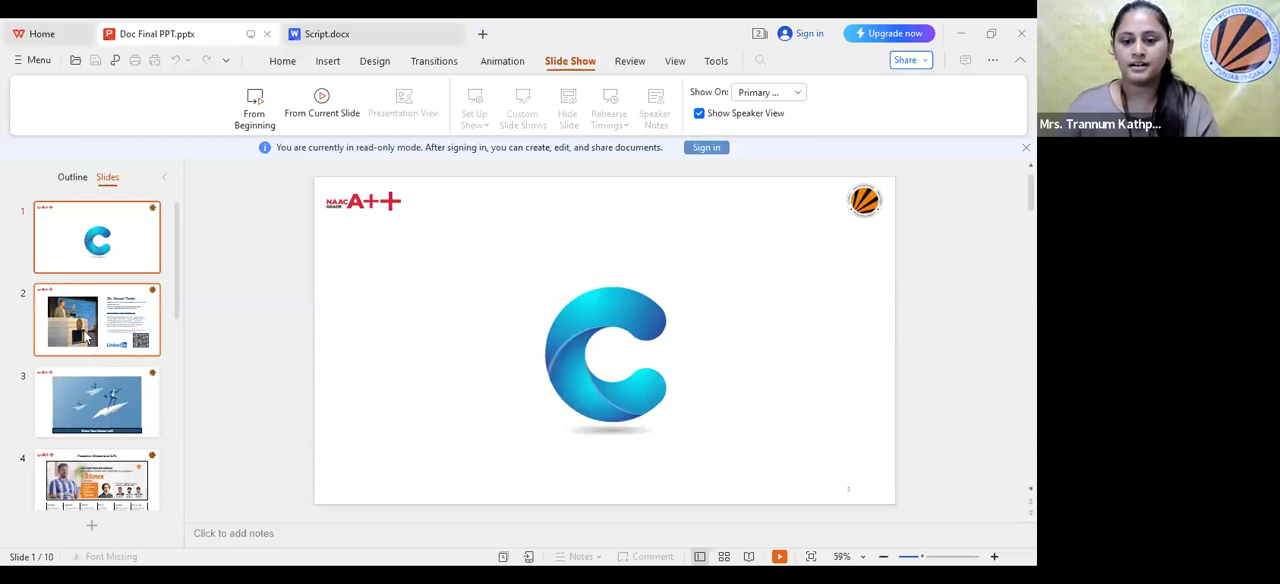 Home
Doc Final PPT.pptx
Script.docx
Sign in
Upgrade now
Menu
Home
Insert
Design
Transitions
Animation
Slide Show
Review
View
Tools
Share
From Beginning
From Current Slide
Presentation View
Set Up Show
Custom Slide Shows
Hide Slide
Rehearse Timings
Speaker Notes
Show On:
Primary ...
Show Speaker View
You are currently in read-only mode. After signing in, you can create, edit, and share documents.
Sign in
Mrs. Trannum Kathp...
Outline
Slides
1
2
LinkedIn
3
4
NAAC GRADE A++
1
Click to add notes
Slide 1 / 10
Font Missing
Notes
Comment
59%